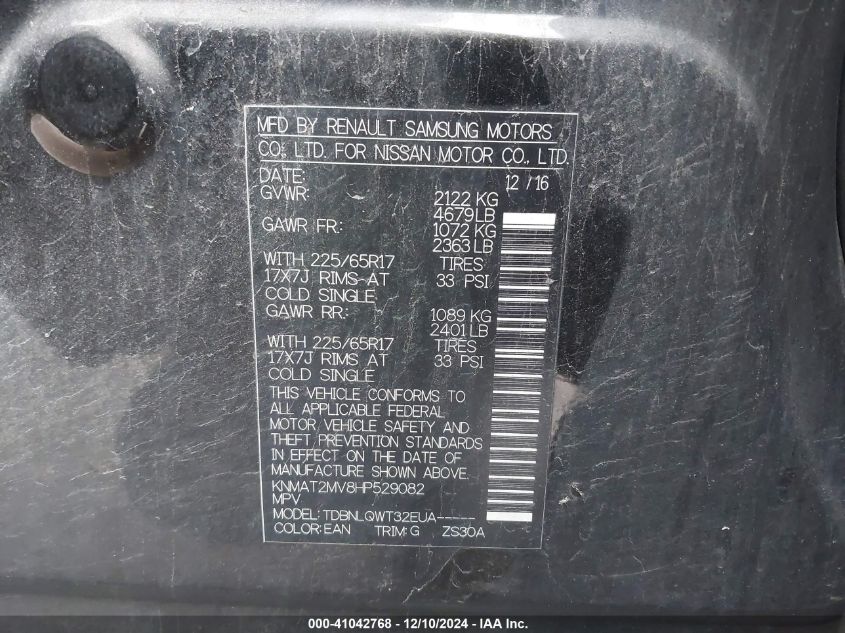 MFD BY RENAULT SAMSUNG MOTORS
CO., LTD. FOR NISSAN MOTOR CO., LTD.
DATE: 12 / 16
GVWR: 2122 KG
4679 LB
GAWR FR: 1072 KG
2363 LB
WITH 225/65R17 TIRES
17X7J RIMS-AT 33 PSI
COLD SINGLE
GAWR RR: 1089 KG
2401 LB
WITH 225/65R17 TIRES
17X7J RIMS AT 33 PSI
COLD SINGLE
THIS VEHICLE CONFORMS TO
ALL APPLICABLE FEDERAL
MOTOR VEHICLE SAFETY AND
THEFT PREVENTION STANDARDS
IN EFFECT ON THE DATE OF
MANUFACTURE SHOWN ABOVE.
KNMAT2MV8HP529082
MPV
MODEL: TDBNLQWT32EUA-----
COLOR: EAN TRIM: G ZS30A
000-41042768 - 12/10/2024 - IAA Inc.